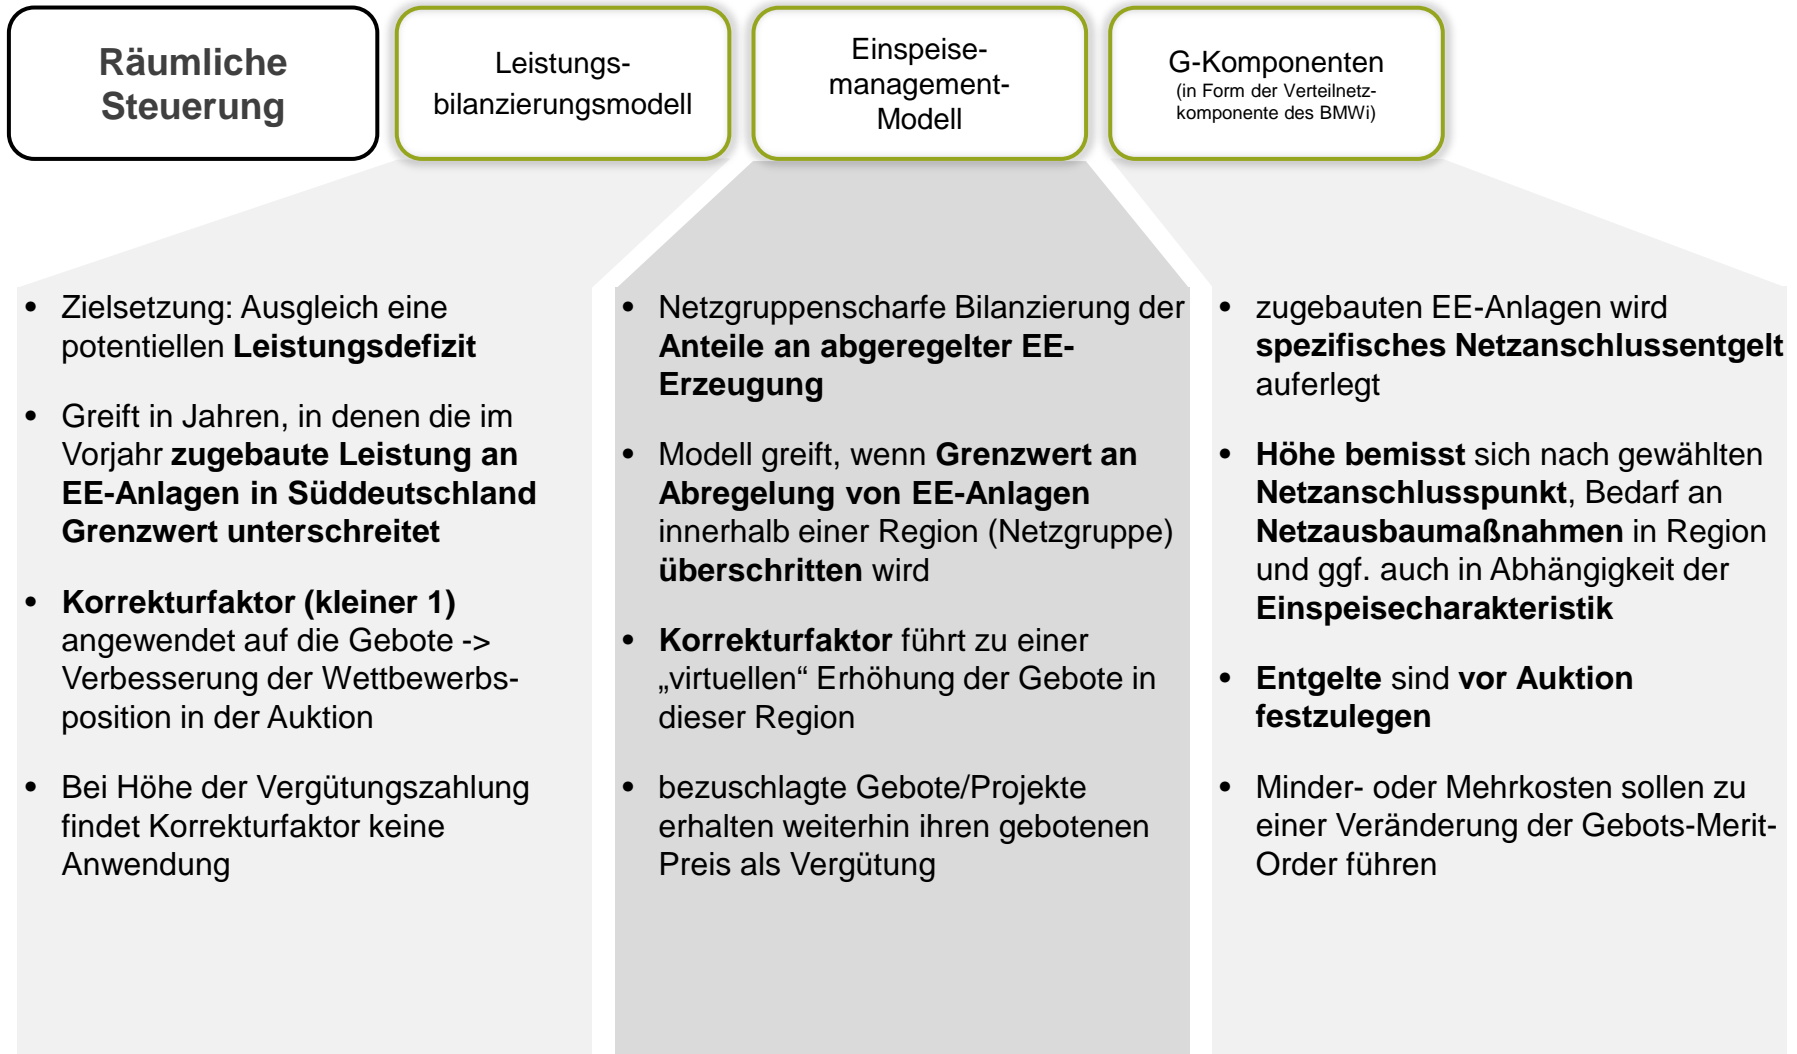 Räumliche
Steuerung
Leistungs-
bilanzierungsmodell
Einspeise-
management-
Modell
G-Komponenten
(in Form der Verteilnetz-
komponente des BMWi)
• Zielsetzung: Ausgleich eine
potentiellen Leistungsdefizit
• Greift in Jahren, in denen die im
Vorjahr zugebaute Leistung an
EE-Anlagen in Süddeutschland
Grenzwert unterschreitet
• Korrekturfaktor (kleiner 1)
angewendet auf die Gebote ->
Verbesserung der Wettbewerbs-
position in der Auktion
• Bei Höhe der Vergütungszahlung
findet Korrekturfaktor keine
Anwendung
• Netzgruppenscharfe Bilanzierung der
Anteile an abgeregelter EE-
Erzeugung
• Modell greift, wenn Grenzwert an
Abregelung von EE-Anlagen
innerhalb einer Region (Netzgruppe)
überschritten wird
• Korrekturfaktor führt zu einer
„virtuellen“ Erhöhung der Gebote in
dieser Region
• bezuschlagte Gebote/Projekte
erhalten weiterhin ihren gebotenen
Preis als Vergütung
• zugebauten EE-Anlagen wird
spezifisches Netzanschlussentgelt
auferlegt
• Höhe bemisst sich nach gewählten
Netzanschlusspunkt, Bedarf an
Netzausbaumaßnahmen in Region
und ggf. auch in Abhängigkeit der
Einspeisecharakteristik
• Entgelte sind vor Auktion
festzulegen
• Minder- oder Mehrkosten sollen zu
einer Veränderung der Gebots-Merit-
Order führen